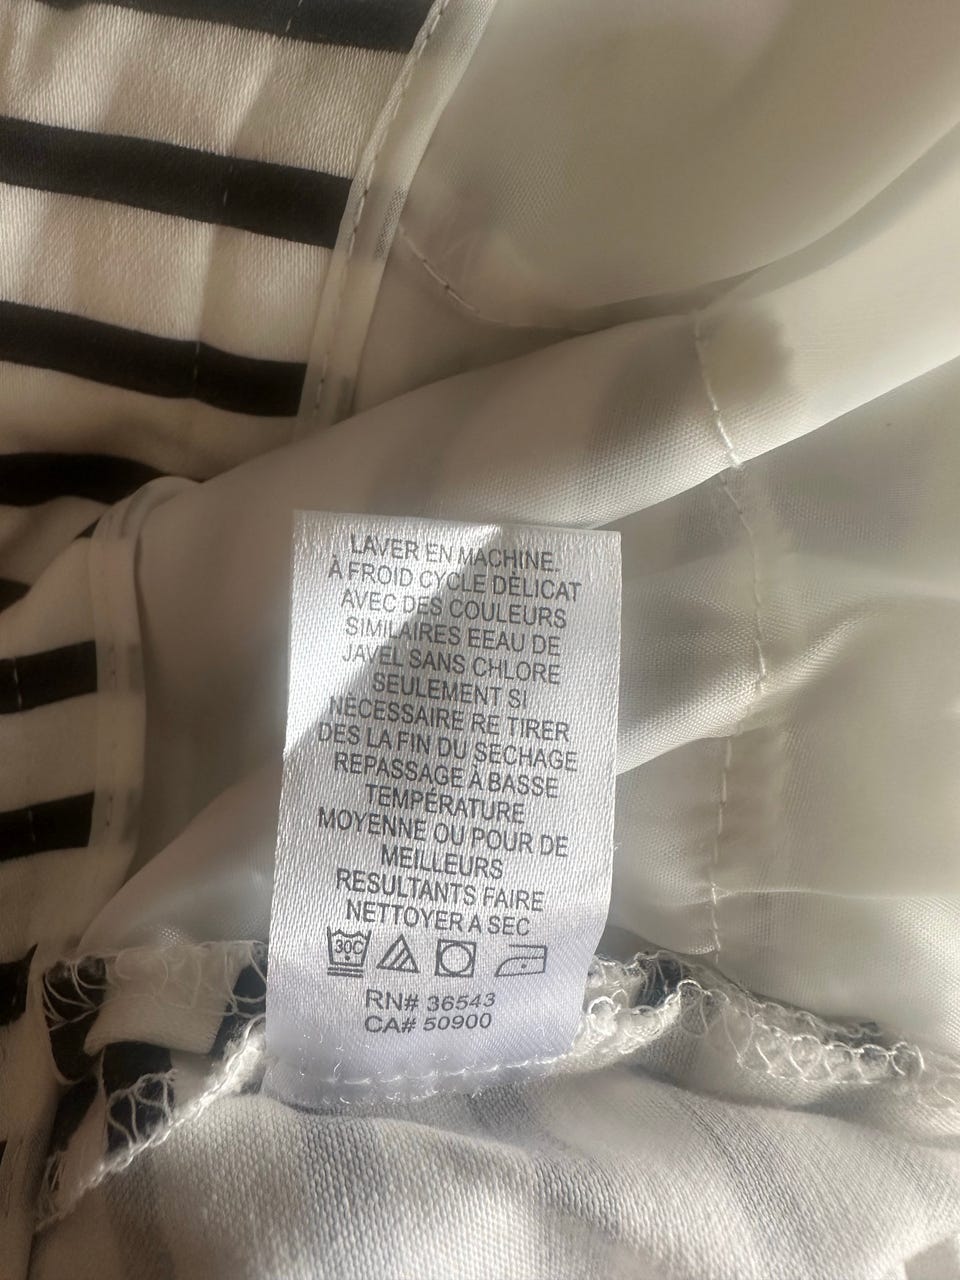 LAVER EN MACHINE.
À FROID CYCLE DÉLICAT
AVEC DES COULEURS
SIMILAIRES EEAU DE
JAVEL SANS CHLORE
SEULEMENT SI
NÉCESSAIRE RE TIRER
DES LA FIN DU SECHAGE
REPASSAGE À BASSE
TEMPÉRATURE
MOYENNE OU POUR DE
MEILLEURS
RESULTANTS FAIRE
NETTOYER A SEC
30C
RN# 36543
CA# 50900